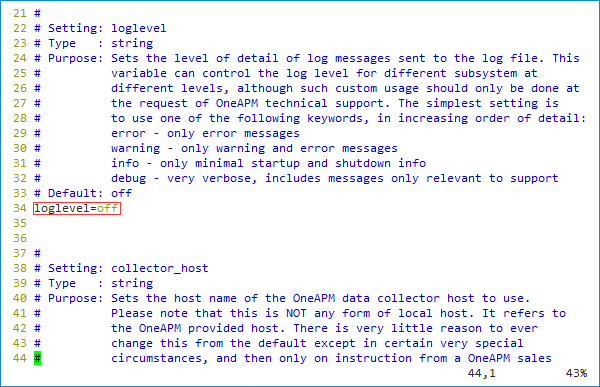 21 #
22 # Setting: loglevel
23 # Type   : string
24 # Purpose: Sets the level of detail of log messages sent to the log file. This
25 #          variable can control the log level for different subsystem at
26 #          different levels, although such custom usage should only be done at
27 #          the request of OneAPM technical support. The simplest setting is
28 #          to use one of the following keywords, in increasing order of detail:
29 #          error - only error messages
30 #          warning - only warning and error messages
31 #          info - only minimal startup and shutdown info
32 #          debug - very verbose, includes messages only relevant to support
33 # Default: off
34 loglevel=off
35
36
37 #
38 # Setting: collector_host
39 # Type   : string
40 # Purpose: Sets the host name of the OneAPM data collector host to use.
41 #          Please note that this is NOT any form of local host. It refers to
42 #          the OneAPM provided host. There is very little reason to ever
43 #          change this from the default except in certain very special
44 #          circumstances, and then only on instruction from a OneAPM sales
44,1          43%